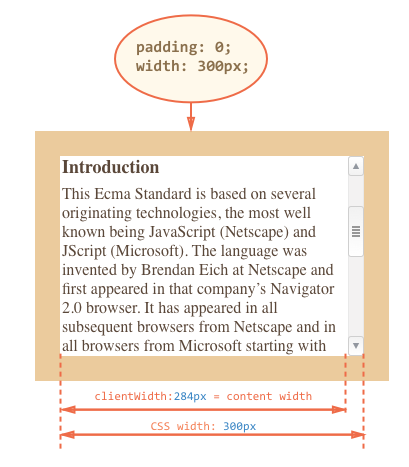 padding: 0;
width: 300px;
Introduction
This Ecma Standard is based on several
originating technologies, the most well
known being JavaScript (Netscape) and
JScript (Microsoft). The language was
invented by Brendan Eich at Netscape and
first appeared in that company’s Navigator
2.0 browser. It has appeared in all
subsequent browsers from Netscape and in
all browsers from Microsoft starting with
clientWidth:284px = content width
CSS width: 300px